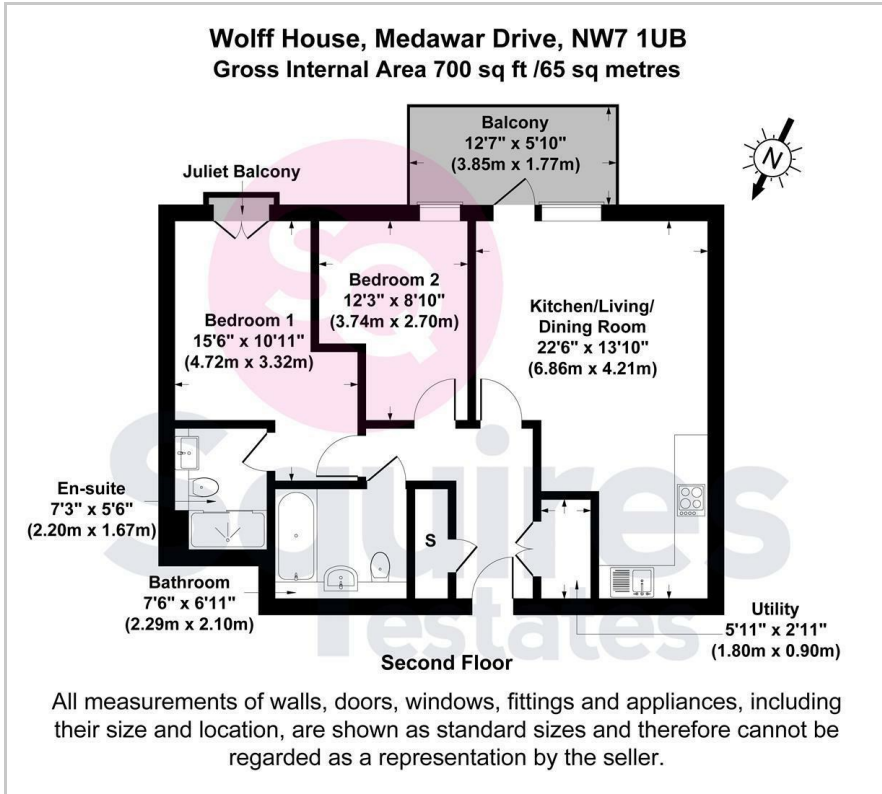 Wolff House, Medawar Drive, NW7 1UB
Gross Internal Area 700 sq ft /65 sq metres
Balcony
12'7" x 5'10"
(3.85m x 1.77m)
N
Juliet Balcony
SQ
Bedroom 2
12'3" x 8'10"
(3.74m x 2.70m)
Bedroom 1
15'6" x 10'11"
(4.72m x 3.32m)
Kitchen/Living/
Dining Room
22'6" x 13'10"
(6.86m x 4.21m)
Squires
estates
En-suite
7'3" x 5'6"
(2.20m x 1.67m)
S
Bathroom
7'6" x 6'11"
(2.29m x 2.10m)
Utility
5'11" x 2'11"
(1.80m x 0.90m)
Second Floor
All measurements of walls, doors, windows, fittings and appliances, including
their size and location, are shown as standard sizes and therefore cannot be
regarded as a representation by the seller.